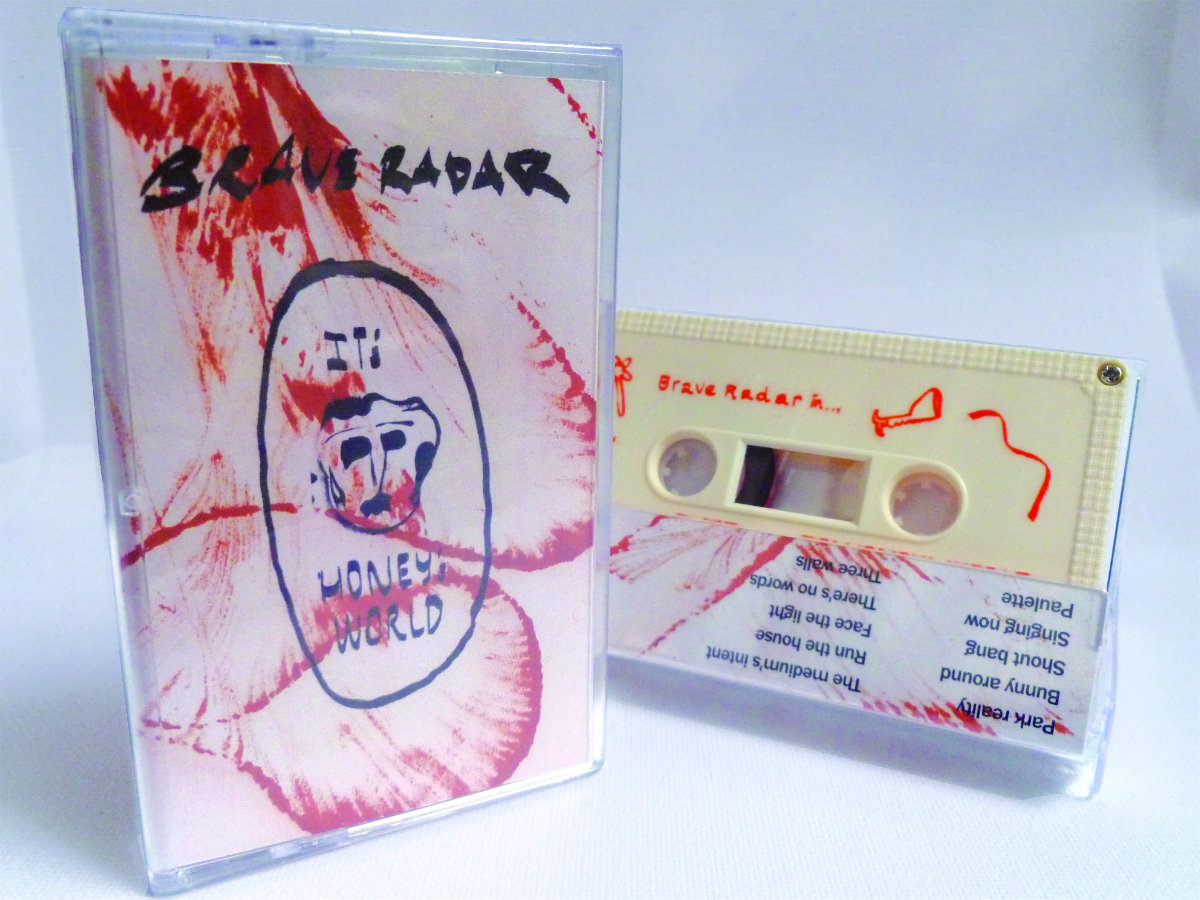 BRAVE RADAR
IT:
HONEY:
WORLD
Brave Radar in...
Park reality
Bunny around
Shout bang
Singing now
Paulette
The medium's intent
Run the house
Face the light
There's no words
Three walls